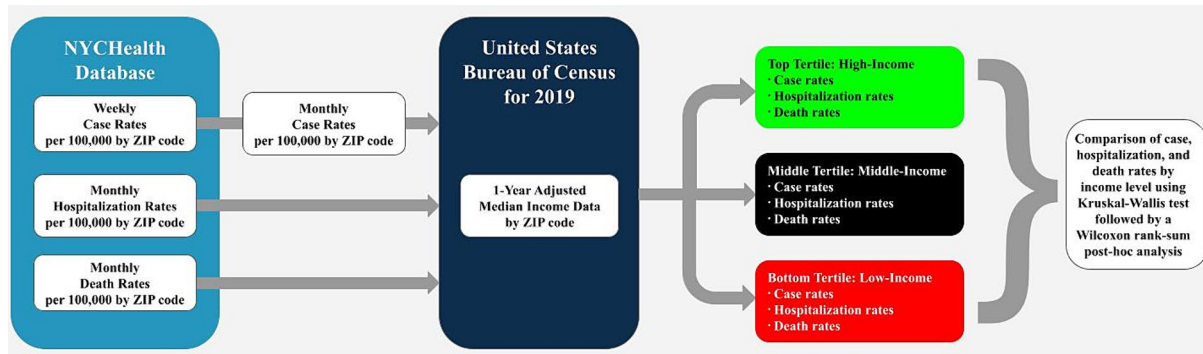 NYCHealth
Database
Weekly
Case Rates
per 100,000 by ZIP code
Monthly
Case Rates
per 100,000 by ZIP code
Monthly
Hospitalization Rates
per 100,000 by ZIP code
Monthly
Death Rates
per 100,000 by ZIP code
United States
Bureau of Census
for 2019
1-Year Adjusted
Median Income Data
by ZIP code
Top Tertile: High-Income
· Case rates
· Hospitalization rates
· Death rates
Middle Tertile: Middle-Income
· Case rates
· Hospitalization rates
· Death rates
Bottom Tertile: Low-Income
· Case rates
· Hospitalization rates
· Death rates
Comparison of case,
hospitalization, and
death rates by
income level using
Kruskal-Wallis test
followed by a
Wilcoxon rank-sum
post-hoc analysis